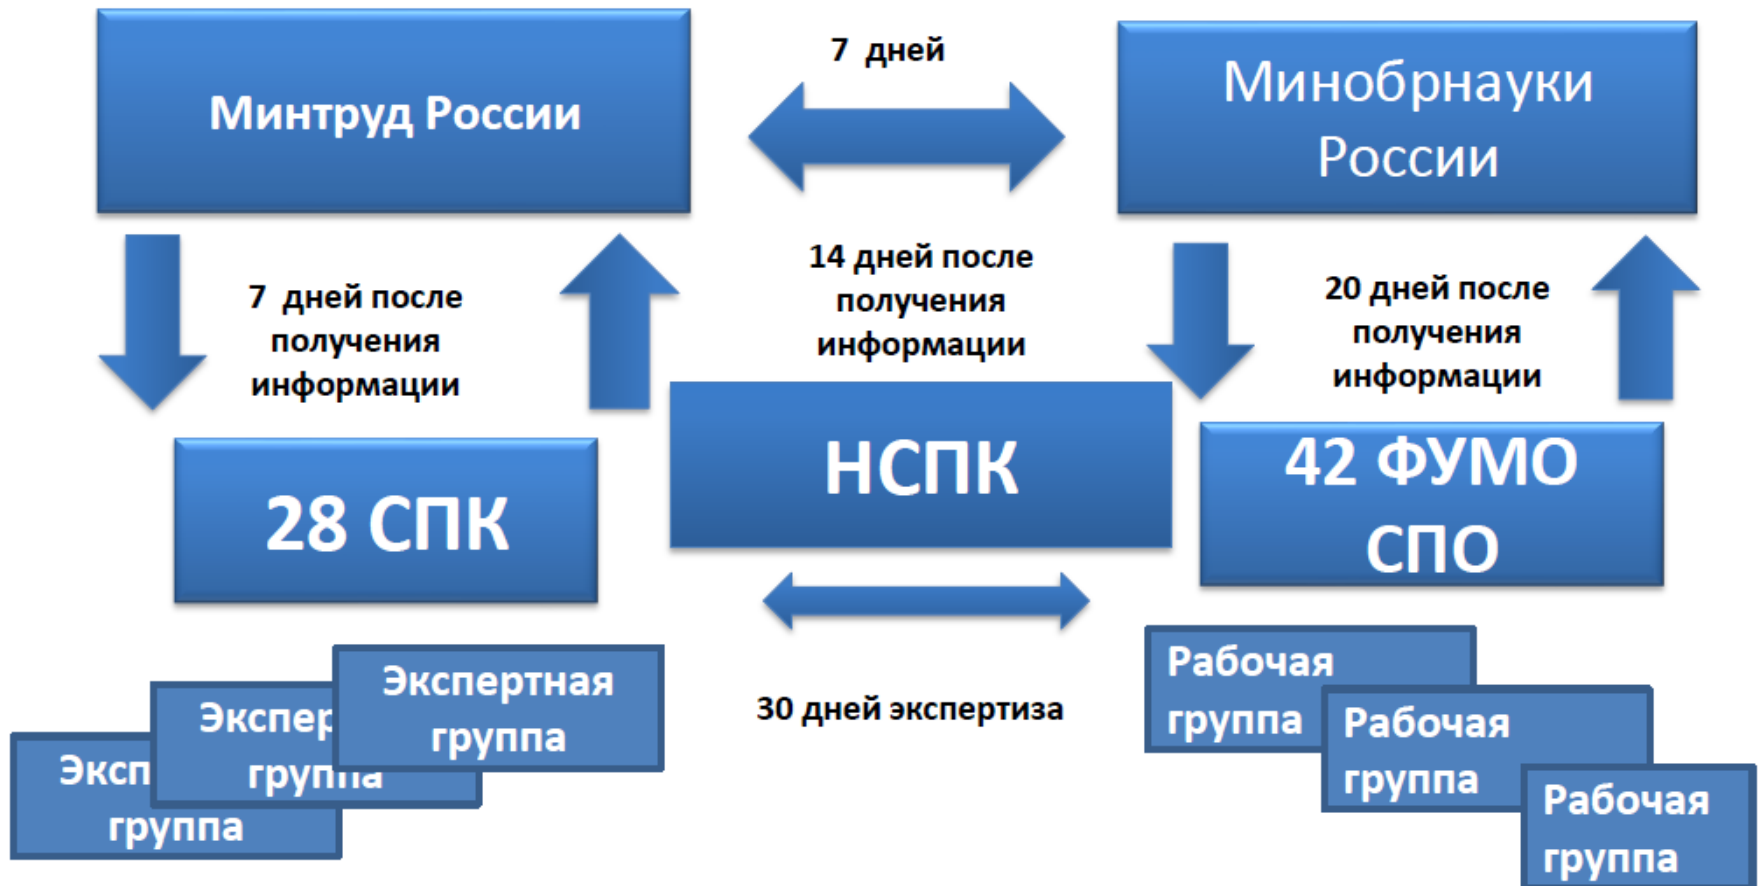 Минтруд России
7 дней
Минобрнауки
России
7 дней после
получения
информации
14 дней после
получения
информации
20 дней после
получения
информации
28 СПК
НСПК
42 ФУМО
СПО
Экспертная
группа
группа
группа
30 дней экспертиза
Рабочая
группа
Рабочая
группа
Рабочая
группа